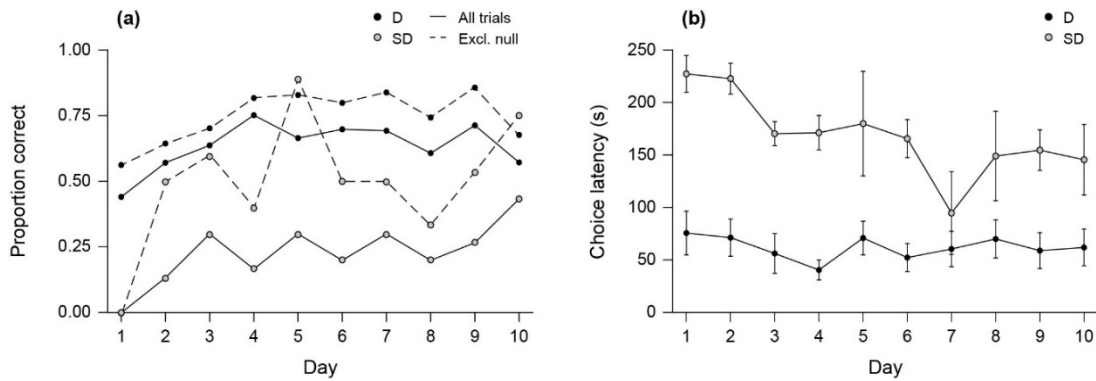 (a)
D
All trials
SD
Excl. null
1.00
0.75
0.50
0.25
0.00
Proportion correct
1 2 3 4 5 6 7 8 9 10
Day
(b)
D
SD
250
200
150
100
50
0
Choice latency (s)
1 2 3 4 5 6 7 8 9 10
Day